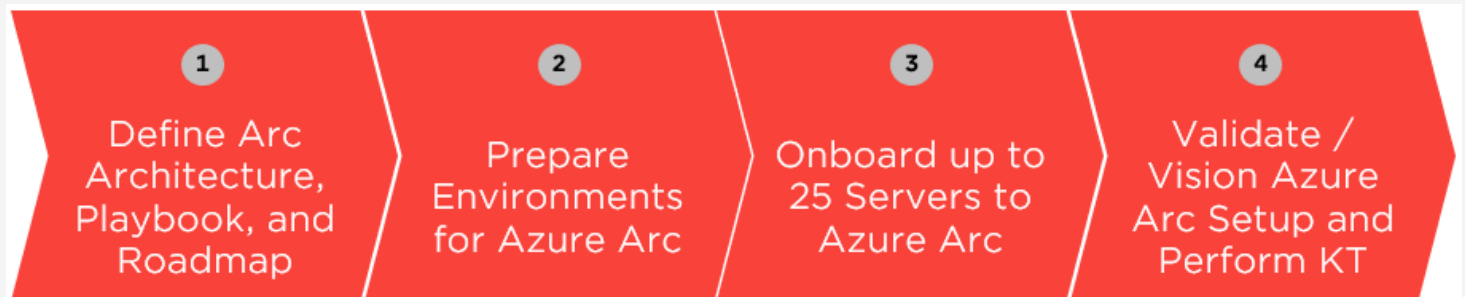 1
Define Arc
Architecture,
Playbook, and
Roadmap
2
Prepare
Environments
for Azure Arc
3
Onboard up to
25 Servers to
Azure Arc
4
Validate /
Vision Azure
Arc Setup and
Perform KT